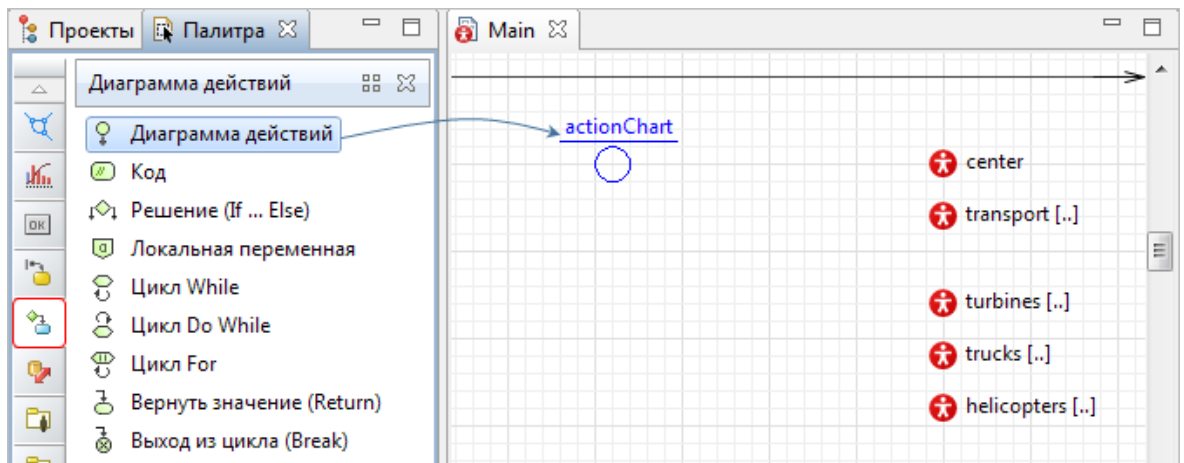 Проекты
Палитра
Main
Диаграмма действий
Диаграмма действий
Код
Решение (If ... Else)
Локальная переменная
Цикл While
Цикл Do While
Цикл For
Вернуть значение (Return)
Выход из цикла (Break)
OK
actionChart
center
transport [..]
turbines [..]
trucks [..]
helicopters [..]